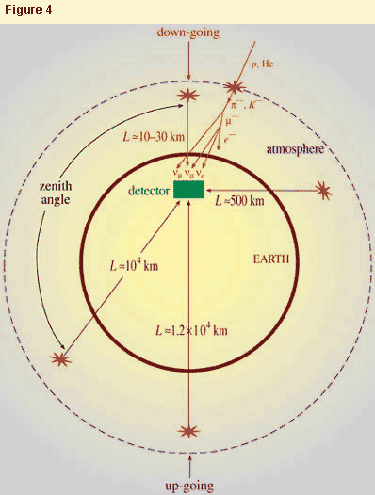 Figure 4
down-going
p, He
π⁻, K⁻
μ⁻
e⁻
L ≈10–30 km
atmosphere
νμ νμ νe
zenith
angle
detector
L ≈500 km
L ≈10⁴ km
EARTH
L ≈1.2×10⁴ km
up-going